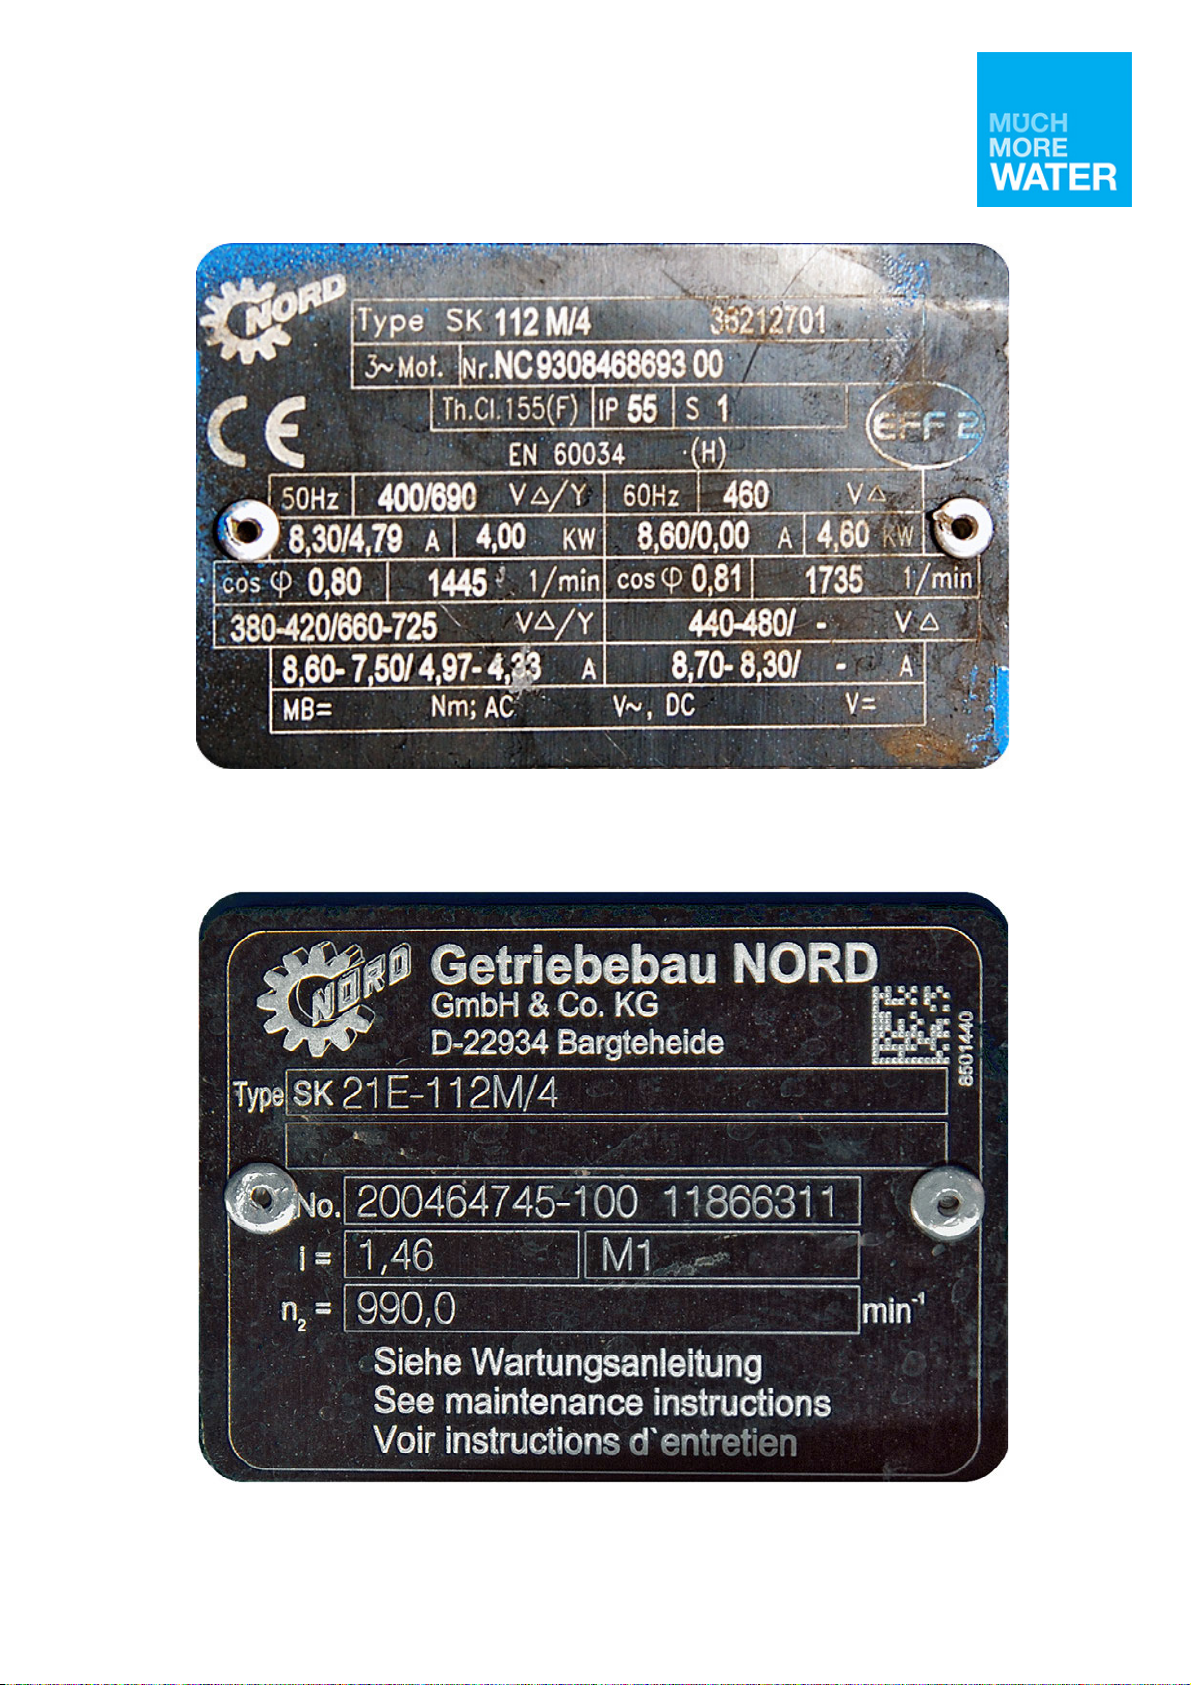 MUCH
MORE
WATER
NORD
Type SK 112 M/4 36212701
3~Mot. Nr.NC 9308468693 00
CE
Th.Cl.155(F) IP 55 S 1
EFF 2
EN 60034 (H)
50Hz 400/690 V△/Y 60Hz 460 V△
8,30/4,79 A 4,00 KW 8,60/0,00 A 4,60 KW
cos φ 0,80 1445 1/min cos φ 0,81 1735 1/min
380-420/660-725 V△/Y 440-480/ - V△
8,60- 7,50/ 4,97- 4,33 A 8,70- 8,30/ - A
MB= Nm; AC V~, DC V=
NORD
Getriebebau NORD
GmbH & Co. KG
D-22934 Bargteheide
8501440
Type SK 21E-112M/4
No. 200464745-100 11866311
i = 1,46 M1
n₂ = 990,0 min⁻¹
Siehe Wartungsanleitung
See maintenance instructions
Voir instructions d`entretien